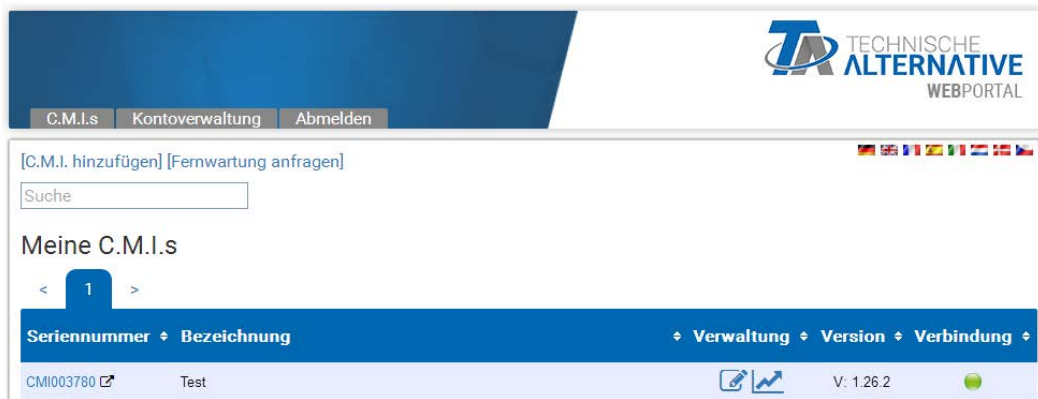 TECHNISCHE
ALTERNATIVE
WEBPORTAL
C.M.I.s Kontoverwaltung Abmelden
[C.M.I. hinzufügen] [Fernwartung anfragen]
Suche
Meine C.M.I.s
< 1 >
Seriennummer Bezeichnung Verwaltung Version Verbindung
CMI003780 Test V: 1.26.2